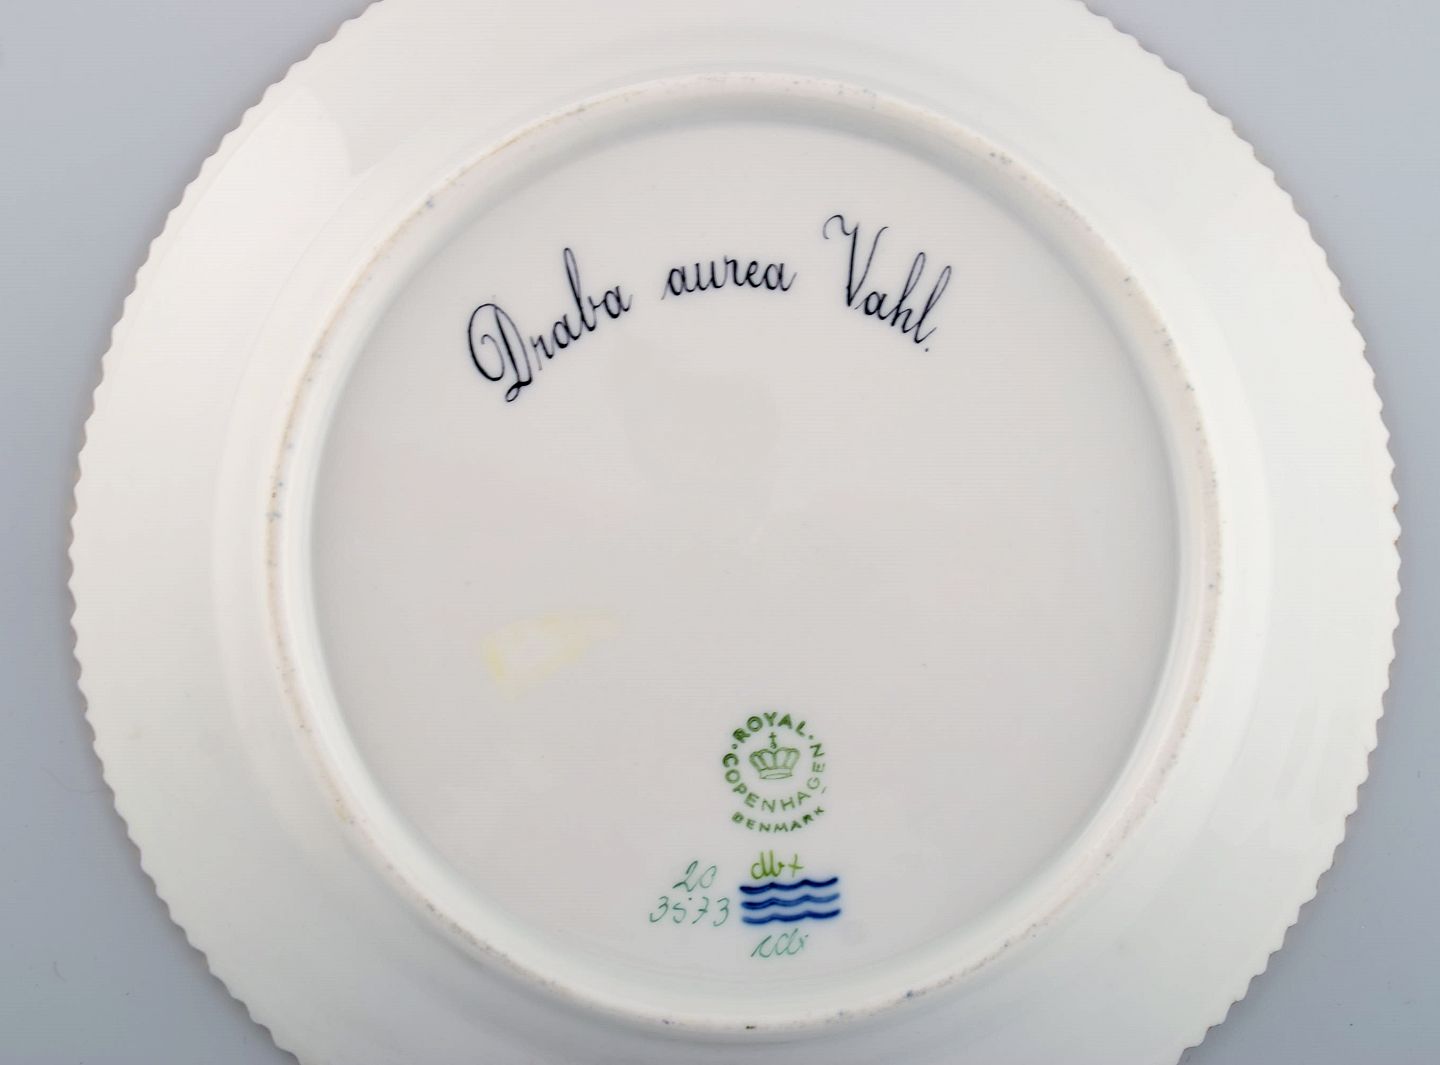 Draba aurea Vahl.
ROYAL
COPENHAGEN
DENMARK
20
3573